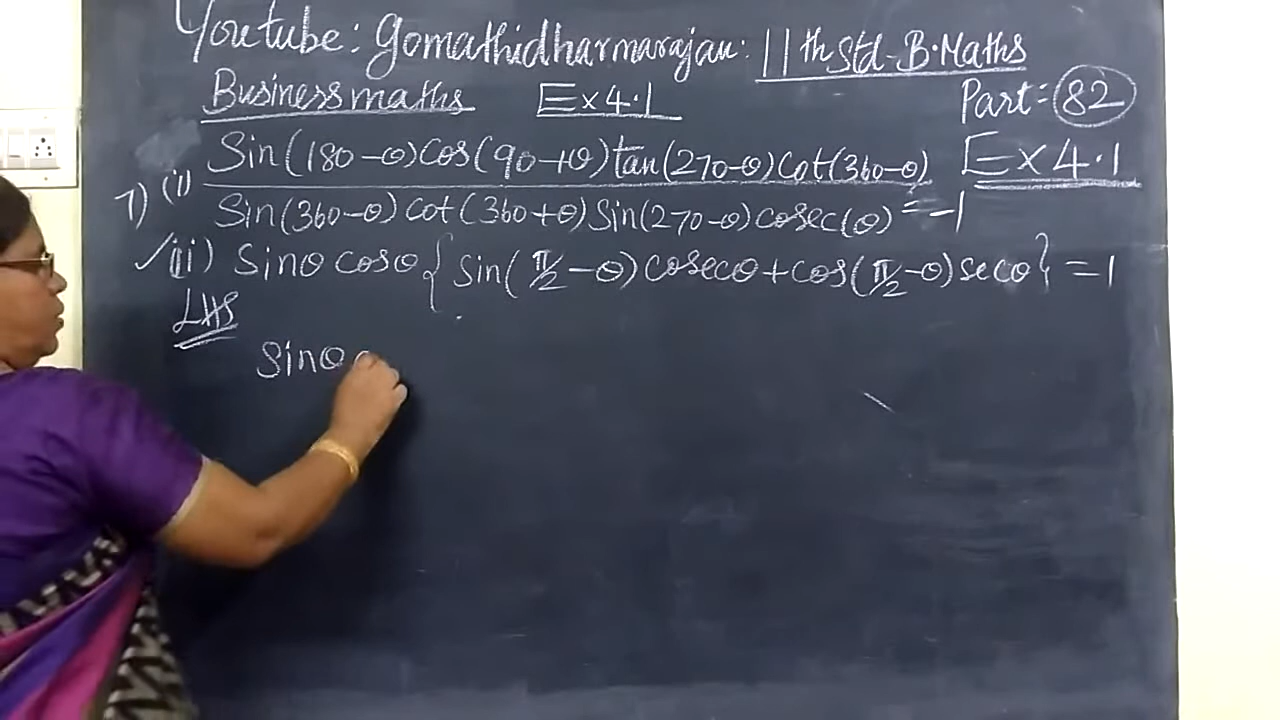 Youtube: Gomathidharmarajan: 11th Std-B.Maths
Business maths Ex 4.1 Part: 82
7) (i) Sin(180-θ)cos(90+θ)tan(270-θ)Cot(360-θ) Ex 4.1
Sin(360-θ)Cot(360+θ)Sin(270-θ)cosec(θ) = -1
✓(ii) Sinθ cosθ{Sin(π/2-θ)cosecθ+cos(π/2-θ)secθ} =1
LHS
Sinθ